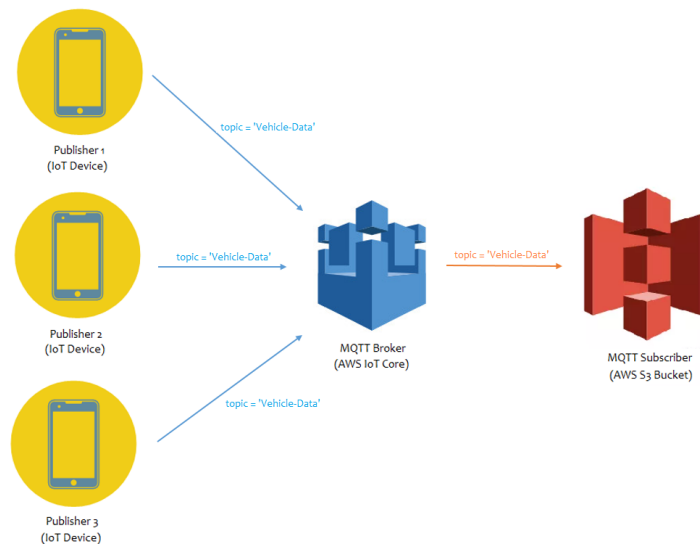 topic = 'Vehicle-Data'
Publisher 1
(IoT Device)
topic = 'Vehicle-Data'
topic = 'Vehicle-Data'
Publisher 2
(IoT Device)
MQTT Broker
(AWS IoT Core)
MQTT Subscriber
(AWS S3 Bucket)
topic = 'Vehicle-Data'
Publisher 3
(IoT Device)